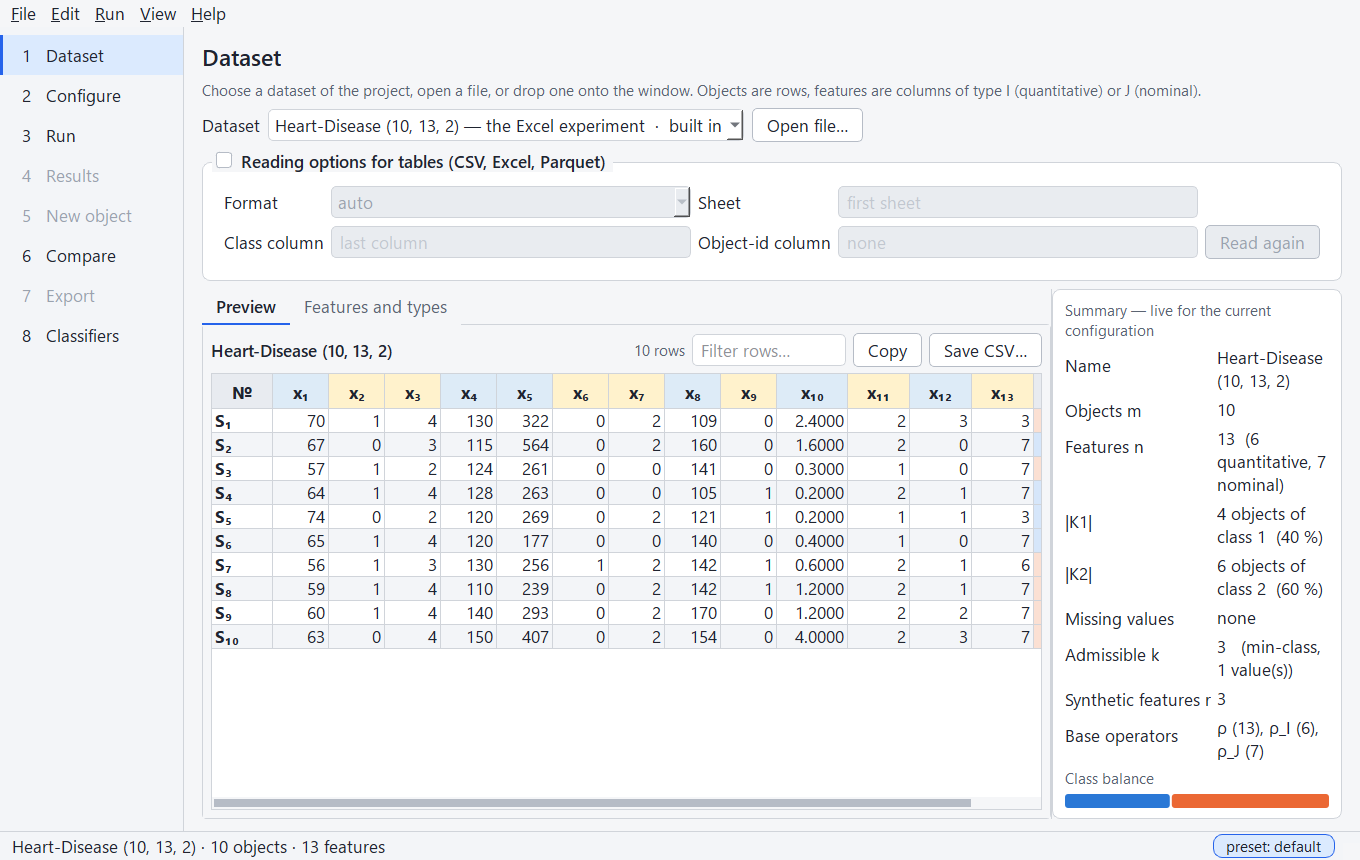 File Edit Run View Help
1 Dataset
2 Configure
3 Run
4 Results
5 New object
6 Compare
7 Export
8 Classifiers
Dataset
Choose a dataset of the project, open a file, or drop one onto the window. Objects are rows, features are columns of type I (quantitative) or J (nominal).
Dataset Heart-Disease (10, 13, 2) — the Excel experiment · built in Open file...
Reading options for tables (CSV, Excel, Parquet)
Format auto Sheet first sheet
Class column last column Object-id column none Read again
Preview Features and types
Heart-Disease (10, 13, 2) 10 rows Filter rows... Copy Save CSV...
№ x₁ x₂ x₃ x₄ x₅ x₆ x₇ x₈ x₉ x₁₀ x₁₁ x₁₂ x₁₃
S₁ 70 1 4 130 322 0 2 109 0 2.4000 2 3 3
S₂ 67 0 3 115 564 0 2 160 0 1.6000 2 0 7
S₃ 57 1 2 124 261 0 0 141 0 0.3000 1 0 7
S₄ 64 1 4 128 263 0 0 105 1 0.2000 2 1 7
S₅ 74 0 2 120 269 0 2 121 1 0.2000 1 1 3
S₆ 65 1 4 120 177 0 0 140 0 0.4000 1 0 7
S₇ 56 1 3 130 256 1 2 142 1 0.6000 2 1 6
S₈ 59 1 4 110 239 0 2 142 1 1.2000 2 1 7
S₉ 60 1 4 140 293 0 2 170 0 1.2000 2 2 7
S₁₀ 63 0 4 150 407 0 2 154 0 4.0000 2 3 7
Summary — live for the current
configuration
Name Heart-Disease
(10, 13, 2)
Objects m 10
Features n 13 (6
quantitative, 7
nominal)
|K1| 4 objects of
class 1 (40 %)
|K2| 6 objects of
class 2 (60 %)
Missing values none
Admissible k 3 (min-class,
1 value(s))
Synthetic features r 3
Base operators ρ (13), ρ_I (6),
ρ_J (7)
Class balance
Heart-Disease (10, 13, 2) · 10 objects · 13 features preset: default